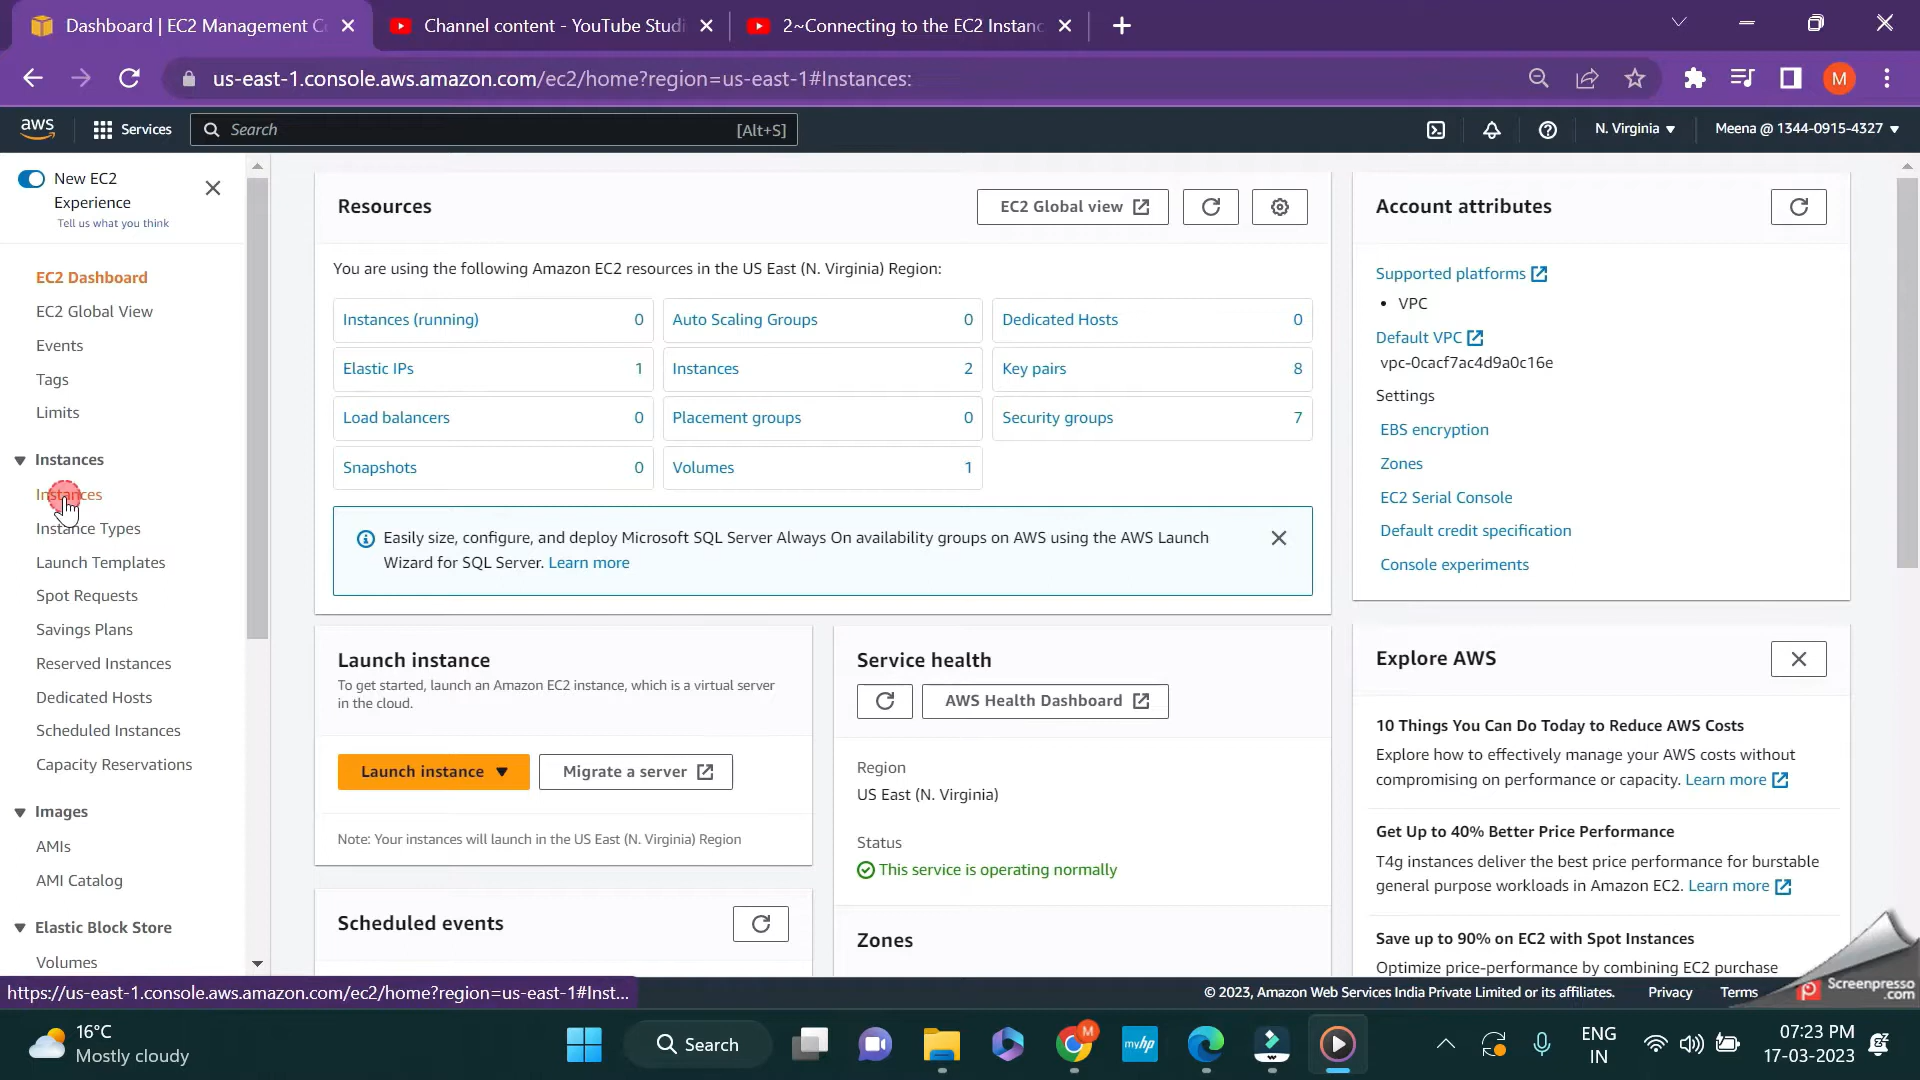 Dashboard | EC2 Management Co
Channel content - YouTube Studi
2~Connecting to the EC2 Instanc
us-east-1.console.aws.amazon.com/ec2/home?region=us-east-1#Instances:
M
aws
Services
Search
[Alt+S]
N. Virginia
Meena @ 1344-0915-4327
New EC2
Experience
Tell us what you think
EC2 Dashboard
EC2 Global View
Events
Tags
Limits
Instances
Instances
Instance Types
Launch Templates
Spot Requests
Savings Plans
Reserved Instances
Dedicated Hosts
Scheduled Instances
Capacity Reservations
Images
AMIs
AMI Catalog
Elastic Block Store
Volumes
Resources
EC2 Global view
You are using the following Amazon EC2 resources in the US East (N. Virginia) Region:
Instances (running) 0
Auto Scaling Groups 0
Dedicated Hosts 0
Elastic IPs 1
Instances 2
Key pairs 8
Load balancers 0
Placement groups 0
Security groups 7
Snapshots 0
Volumes 1
Easily size, configure, and deploy Microsoft SQL Server Always On availability groups on AWS using the AWS Launch
Wizard for SQL Server. Learn more
Launch instance
To get started, launch an Amazon EC2 instance, which is a virtual server
in the cloud.
Launch instance
Migrate a server
Note: Your instances will launch in the US East (N. Virginia) Region
Scheduled events
Service health
AWS Health Dashboard
Region
US East (N. Virginia)
Status
This service is operating normally
Zones
Account attributes
Supported platforms
• VPC
Default VPC
vpc-0cacf7ac4d9a0c16e
Settings
EBS encryption
Zones
EC2 Serial Console
Default credit specification
Console experiments
Explore AWS
10 Things You Can Do Today to Reduce AWS Costs
Explore how to effectively manage your AWS costs without
compromising on performance or capacity. Learn more
Get Up to 40% Better Price Performance
T4g instances deliver the best price performance for burstable
general purpose workloads in Amazon EC2. Learn more
Save up to 90% on EC2 with Spot Instances
Optimize price-performance by combining EC2 purchase
https://us-east-1.console.aws.amazon.com/ec2/home?region=us-east-1#Inst...
© 2023, Amazon Web Services India Private Limited or its affiliates.
Privacy
Terms
Screenpresso
.com
16°C
Mostly cloudy
Search
M
myhp
ENG
IN
07:23 PM
17-03-2023